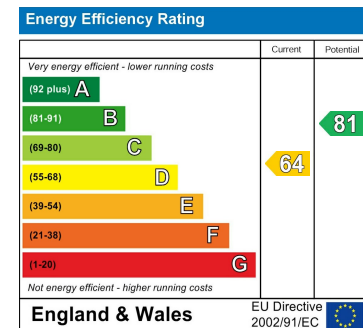 Energy Efficiency Rating
Current Potential
Very energy efficient - lower running costs
(92 plus) A
(81-91) B
81
(69-80) C
64
(55-68) D
(39-54) E
(21-38) F
(1-20) G
Not energy efficient - higher running costs
England & Wales
EU Directive
2002/91/EC